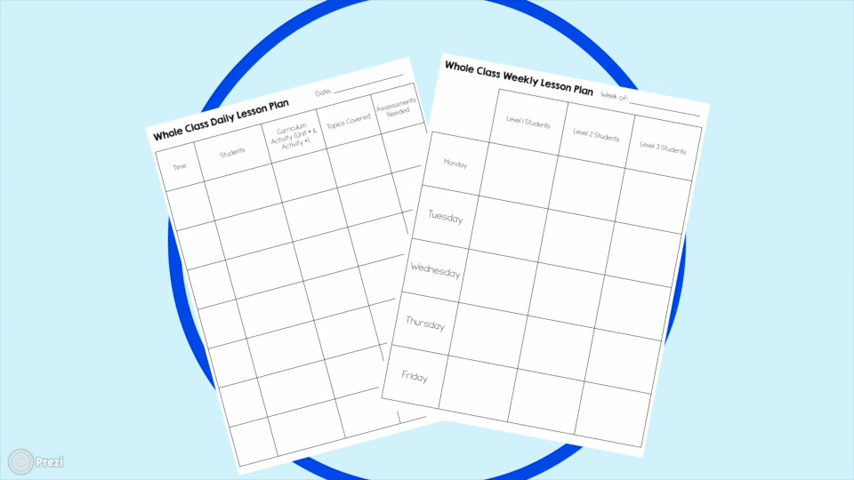 Whole Class Daily Lesson Plan
Date:
Time
Students
Curriculum
Activity (Unit # &
Activity #)
Topics Covered
Assessments
Needed
Whole Class Weekly Lesson Plan
Week of:
Level 1 Students
Level 2 Students
Level 3 Students
Monday
Tuesday
Wednesday
Thursday
Friday
Prezi